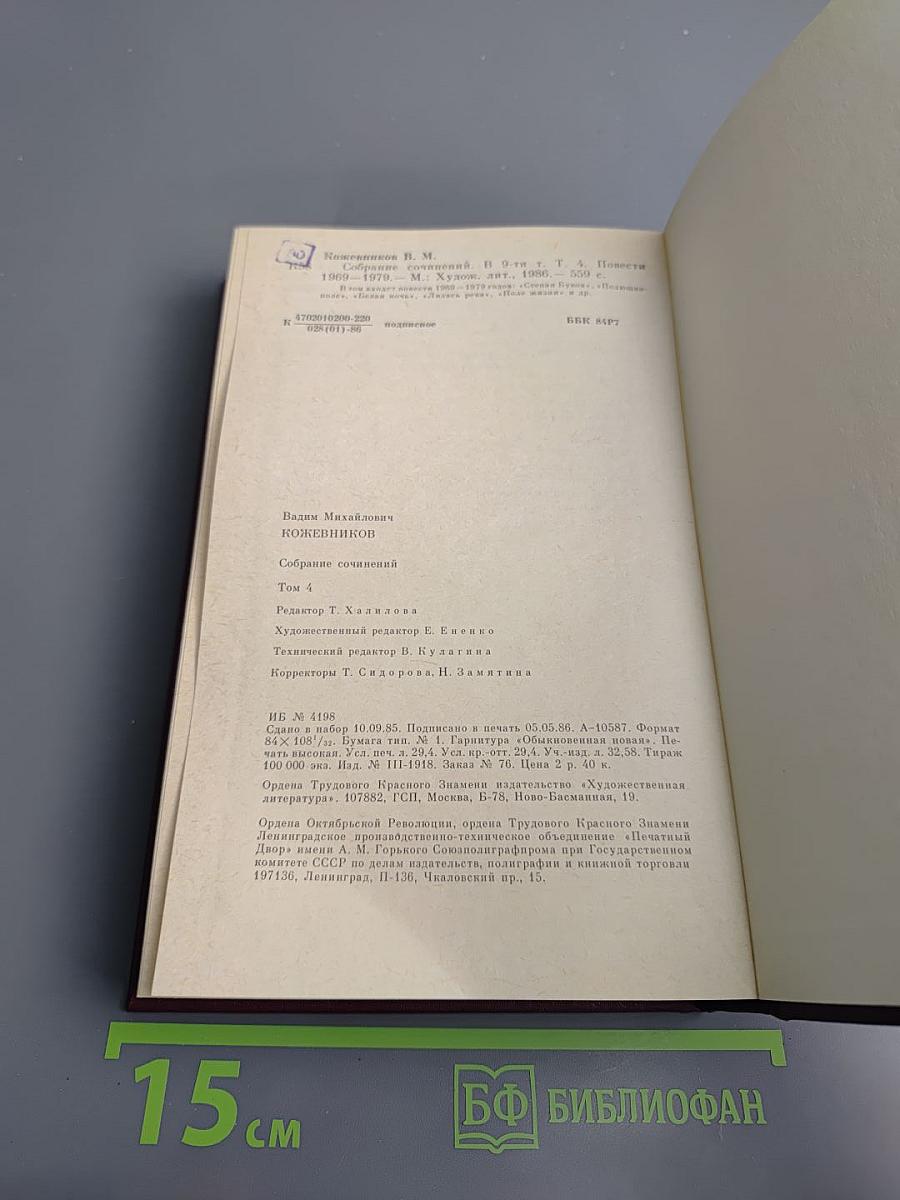 Кожевников В. М.
Собрание сочинений. В 9-ти т. Т. 4. Повести
1969—1979.— М.: Худож. лит., 1986.— 559 с.
В том входят повести 1969—1979 годов: «Степан Буков», «Полюшко-
поле», «Белая ночь», «Лилась река», «Поле жизни» и др.
К 4702010200-220 подписное ББК 84Р7
028(01)-86
Вадим Михайлович
КОЖЕВНИКОВ
Собрание сочинений
Том 4
Редактор Т. Халилова
Художественный редактор Е. Ененко
Технический редактор В. Кулагина
Корректоры Т. Сидорова, Н. Замятина
ИБ № 4198
Сдано в набор 10.09.85. Подписано в печать 05.05.86. А-10587. Формат
84×108¹/₃₂. Бумага тип. № 1. Гарнитура «Обыкновенная новая». Пе-
чать высокая. Усл. печ. л. 29,4. Усл. кр.-отт. 29,4. Уч.-изд. л. 32,58. Тираж
100 000 экз. Изд. № III-1918. Заказ № 76. Цена 2 р. 40 к.
Ордена Трудового Красного Знамени издательство «Художественная
литература». 107882, ГСП, Москва, Б-78, Ново-Басманная, 19.
Ордена Октябрьской Революции, ордена Трудового Красного Знамени
Ленинградское производственно-техническое объединение «Печатный
Двор» имени А. М. Горького Союзполиграфпрома при Государственном
комитете СССР по делам издательств, полиграфии и книжной торговли
197136, Ленинград, П-136, Чкаловский пр., 15.
15 см
БФ БИБЛИОФАН